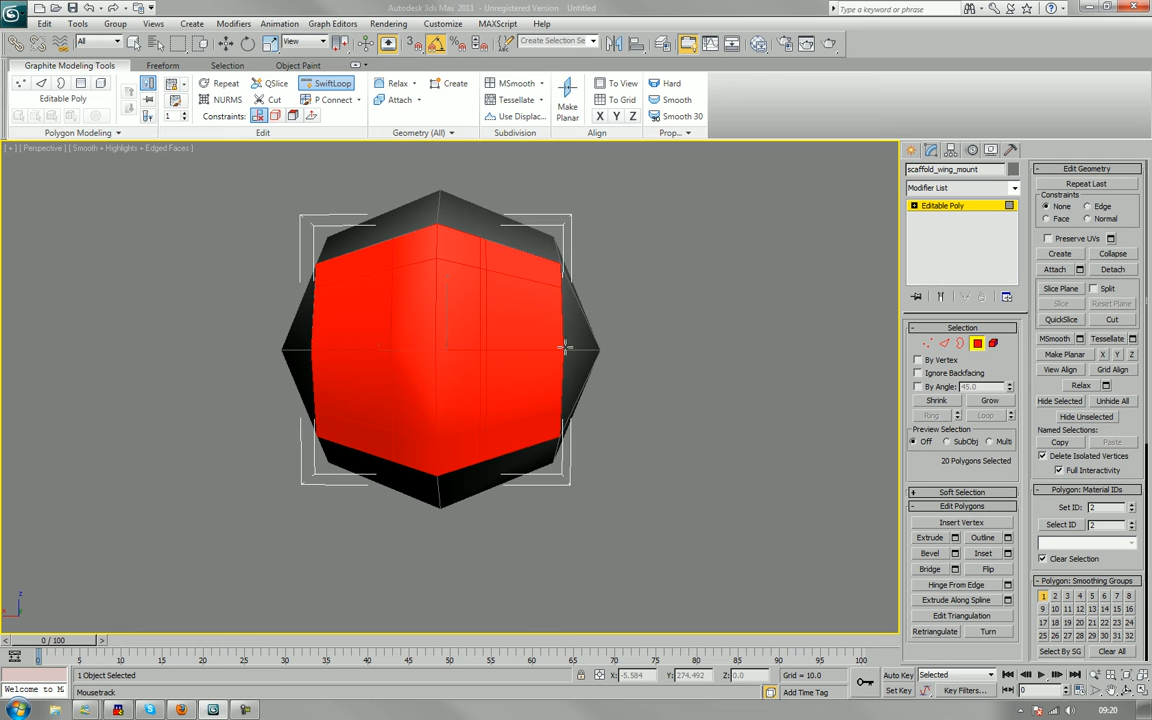 Autodesk 3ds Max 2011 - Unregistered Version Untitled
Type a keyword or phrase
Edit Tools Group Views Create Modifiers Animation Graph Editors Rendering Customize MAXScript Help
All View 3 Create Selection Se
Graphite Modeling Tools Freeform Selection Object Paint
Repeat QSlice SwiftLoop Relax Create MSmooth To View Hard
Editable Poly NURMS Cut P Connect Attach Tessellate Make Planar To Grid Smooth
1 Constraints: Use Displac... X Y Z Smooth 30
Polygon Modeling Edit Geometry (All) Subdivision Align Prop...
[ + ] [ Perspective ] [ Smooth + Highlights + Edged Faces ]
scaffold_wing_mount
Modifier List
Editable Poly
Selection
By Vertex
Ignore Backfacing
By Angle: 45.0
Shrink Grow
Ring Loop
Preview Selection
Off SubObj Multi
20 Polygons Selected
Soft Selection
Edit Polygons
Insert Vertex
Extrude Outline
Bevel Inset
Bridge Flip
Hinge From Edge
Extrude Along Spline
Edit Triangulation
Retriangulate Turn
Edit Geometry
Repeat Last
Constraints
None Edge
Face Normal
Preserve UVs
Create Collapse
Attach Detach
Slice Plane Split
Slice Reset Plane
QuickSlice Cut
MSmooth Tessellate
Make Planar X Y Z
View Align Grid Align
Relax
Hide Selected Unhide All
Hide Unselected
Named Selections:
Copy Paste
Delete Isolated Vertices
Full Interactivity
Polygon: Material IDs
Set ID: 2
Select ID 2
Clear Selection
Polygon: Smoothing Groups
1 2 3 4 5 6 7 8
9 10 11 12 13 14 15 16
17 18 19 20 21 22 23 24
25 26 27 28 29 30 31 32
Select By SG Clear All
z
x
y
0 / 100
0 5 10 15 20 25 30 35 40 45 50 55 60 65 70 75 80 85 90 95 100
1 Object Selected X: -5.584 Y: 274.492 Z: 0.0 Grid = 10.0 Auto Key Selected
Welcome to M Mousetrack Add Time Tag Set Key Key Filters... 0
09:20